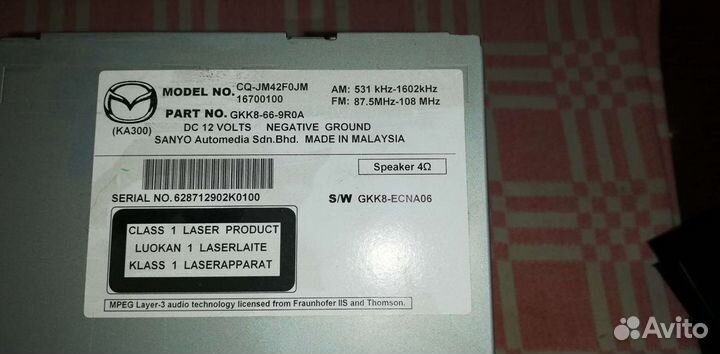 MODEL NO. CQ-JM42F0JM
16700100
AM: 531 kHz-1602kHz
FM: 87.5MHz-108 MHz
PART NO. GKK8-66-9R0A
(KA300)
DC 12 VOLTS NEGATIVE GROUND
SANYO Automedia Sdn.Bhd. MADE IN MALAYSIA
Speaker 4Ω
SERIAL NO.628712902K0100
S/W GKK8-ECNA06
CLASS 1 LASER PRODUCT
LUOKAN 1 LASERLAITE
KLASS 1 LASERAPPARAT
MPEG Layer-3 audio technology licensed from Fraunhofer IIS and Thomson.
Avito